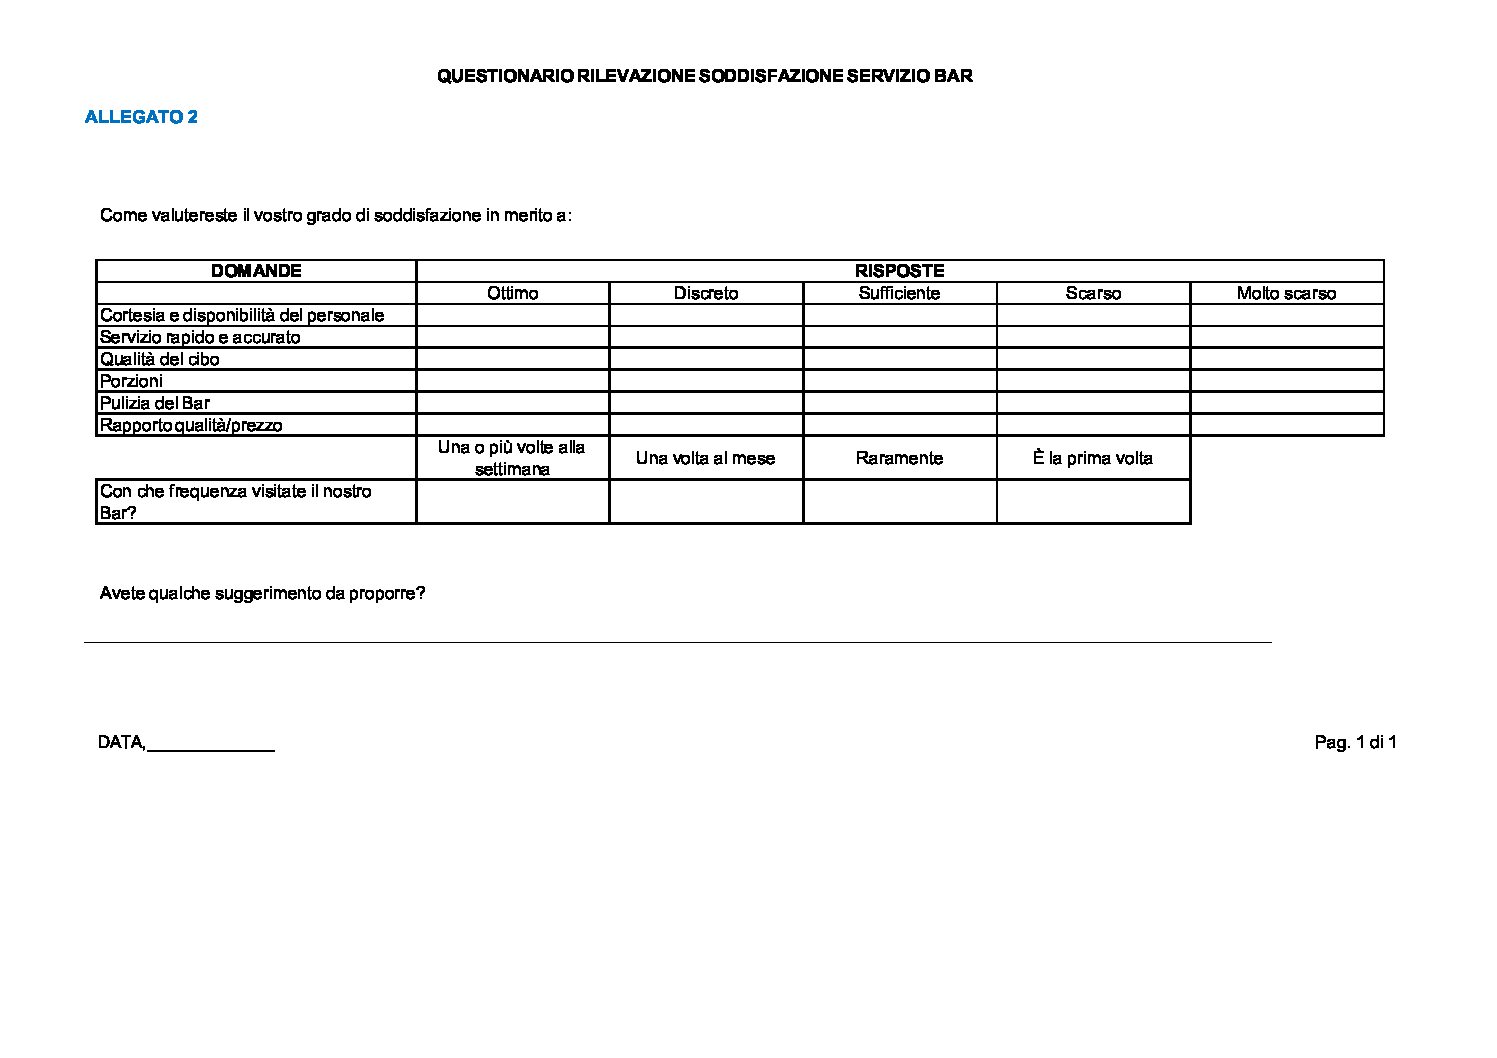 QUESTIONARIO RILEVAZIONE SODDISFAZIONE SERVIZIO BAR
ALLEGATO 2
Come valutereste il vostro grado di soddisfazione in merito a:
DOMANDE RISPOSTE
Ottimo Discreto Sufficiente Scarso Molto scarso
Cortesia e disponibilità del personale
Servizio rapido e accurato
Qualità del cibo
Porzioni
Pulizia del Bar
Rapporto qualità/prezzo
Una o più volte alla
settimana
Una volta al mese Raramente È la prima volta
Con che frequenza visitate il nostro
Bar?
Avete qualche suggerimento da proporre?
DATA,_____________ Pag. 1 di 1